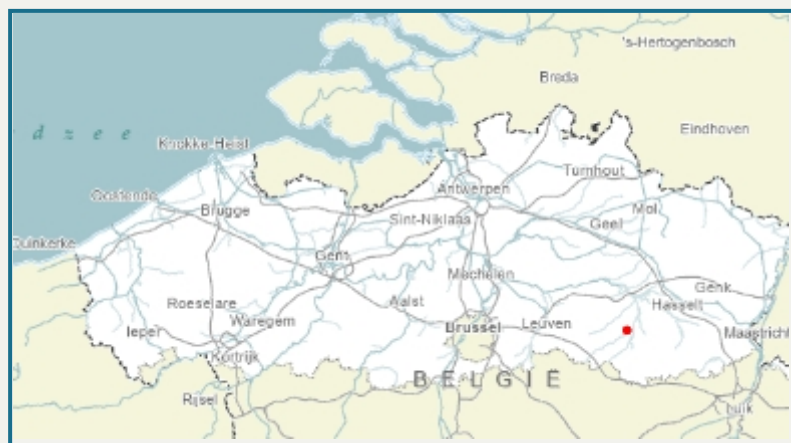 's-Hertogenbosch
Breda
d z e e
Eindhoven
Knokke-Heist
Turnhout
Antwerpen
Oostende
Mol
Brugge
Sint-Niklaas
Geel
Duinkerke
Gent
Mechelen
Genk
Roeselare
Aalst
Hasselt
Waregem
Brussel
Leuven
Ieper
Maastricht
Kortrijk
BELGIË
Rijsel
Luik